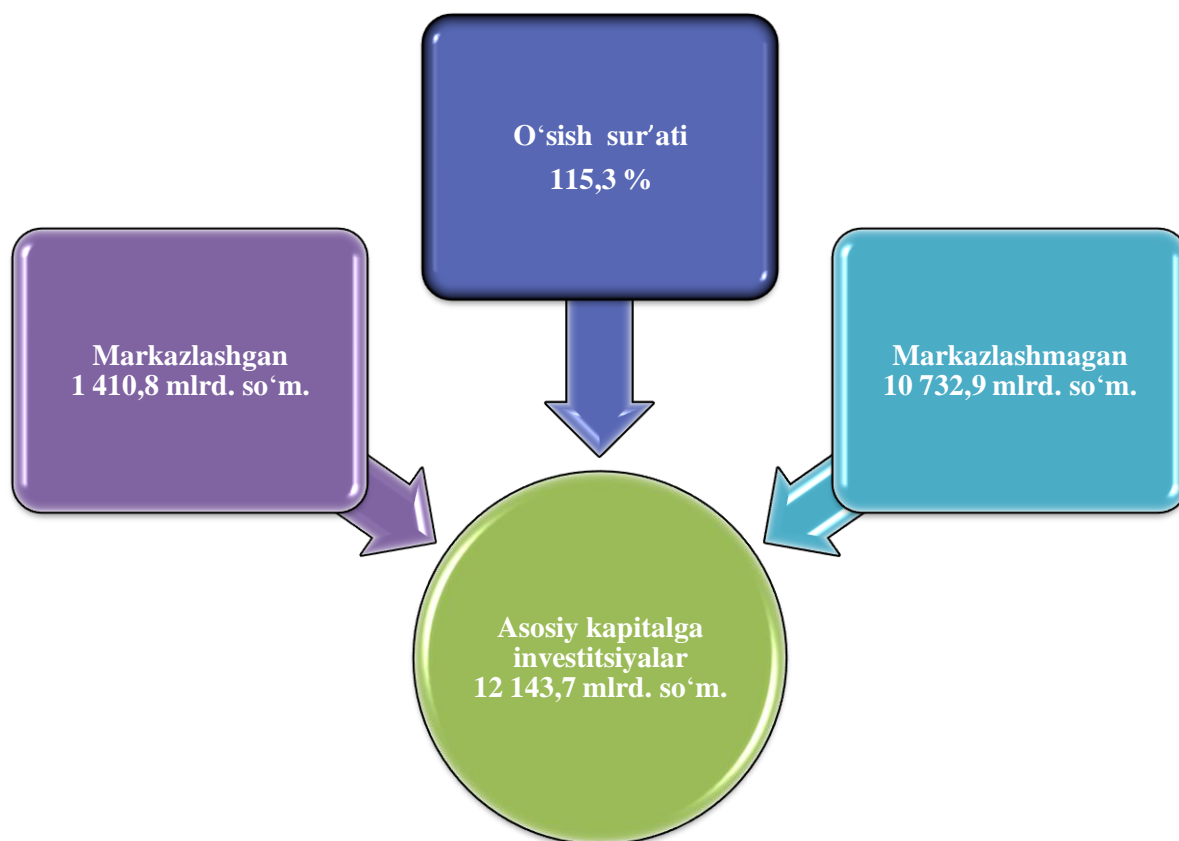 O‘sish sur’ati
115,3 %
Markazlashgan
1 410,8 mlrd. so‘m.
Markazlashmagan
10 732,9 mlrd. so‘m.
Asosiy kapitalga
investitsiyalar
12 143,7 mlrd. so‘m.